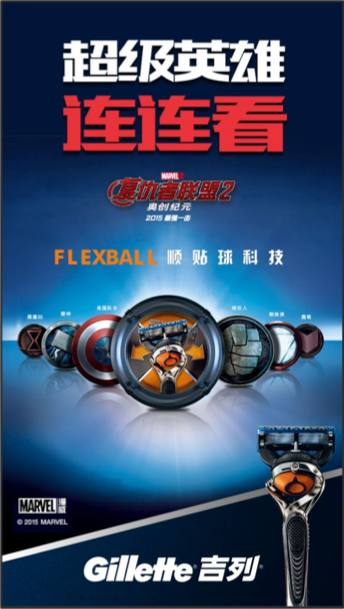 超级英雄
连连看
MARVEL
复仇者联盟2
奥创纪元
2015 最强一击
FLEXBALL 顺贴球科技
黑寡妇
雷神
美国队长
绿巨人
钢铁侠
鹰眼
MARVEL 漫威
© 2015 MARVEL
Gillette 吉列